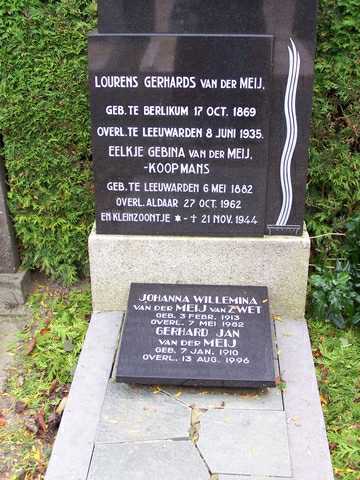 LOURENS GERHARDS VAN DER MEIJ,
GEB. TE BERLIKUM 17 OCT. 1869
OVERL. TE LEEUWARDEN 8 JUNI 1935.
EELKJE GEBINA VAN DER MEIJ,
-KOOPMANS
GEB. TE LEEUWARDEN 6 MEI 1882
OVERL. ALDAAR 27 OCT. 1962
EN KLEINZOONTJE * - + 21 NOV. 1944
JOHANNA WILLEMINA
VAN DER MEIJ VAN ZWET
GEB. 3 FEBR. 1913
OVERL. 7 MEI 1982
GERHARD JAN
VAN DER MEIJ
GEB. 7 JAN. 1910
OVERL. 13 AUG. 1996